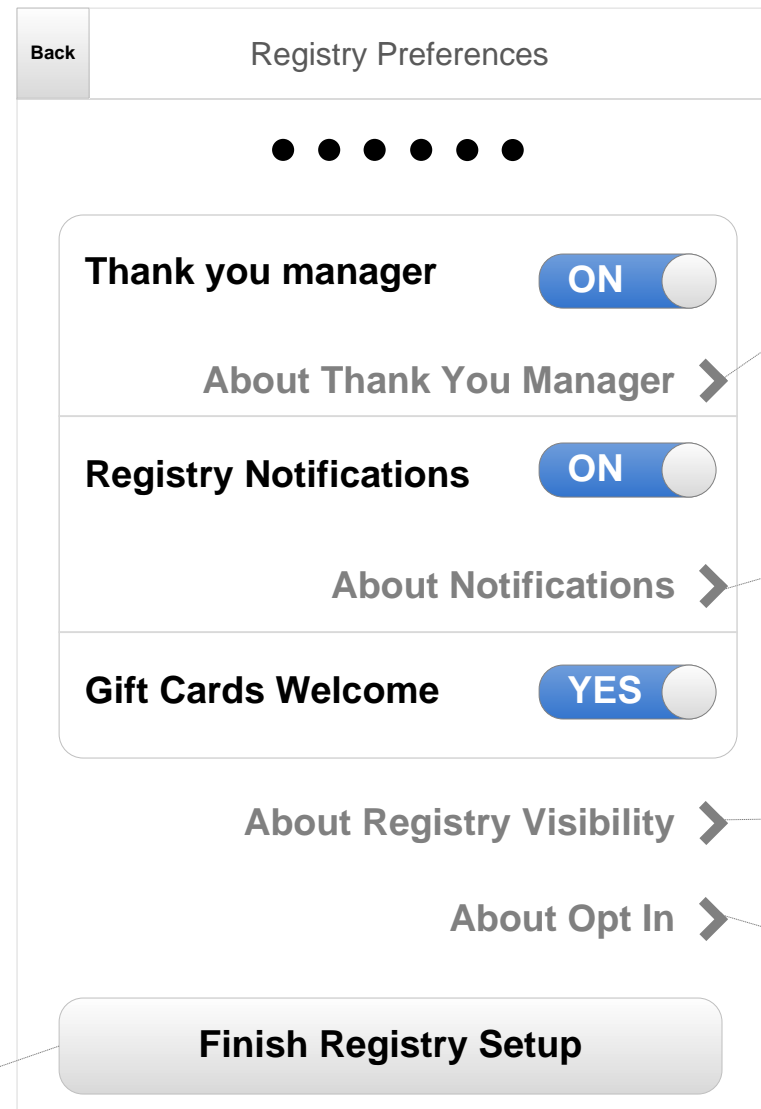 Back
Registry Preferences
Thank you manager
ON
About Thank You Manager
Registry Notifications
ON
About Notifications
Gift Cards Welcome
YES
About Registry Visibility
About Opt In
Finish Registry Setup